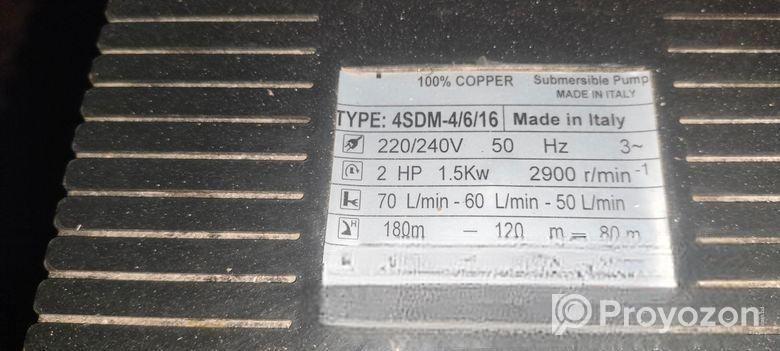 100% COPPER Submersible Pump
MADE IN ITALY
TYPE: 4SDM-4/6/16 Made in Italy
220/240V 50 Hz 3~
2 HP 1.5Kw 2900 r/min⁻¹
70 L/min - 60 L/min - 50 L/min
H 180m - 120 m = 80 m
Proyozon